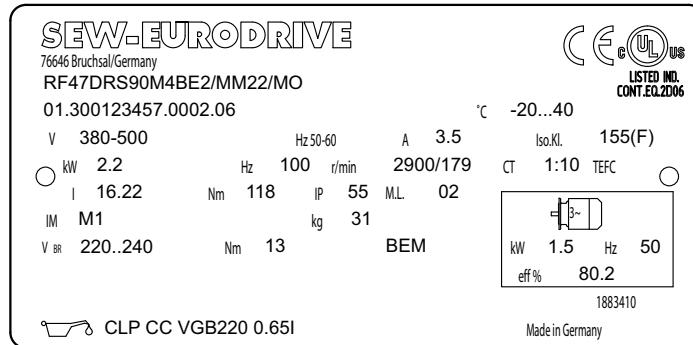 SEW-EURODRIVE
76646 Bruchsal/Germany
CE c UL US
LISTED IND.
CONT.EQ.2D06
RF47DRS90M4BE2/MM22/MO
01.300123457.0002.06 °C -20...40
V 380-500 Hz 50-60 A 3.5 Iso.Kl. 155(F)
kW 2.2 Hz 100 r/min 2900/179 CT 1:10 TEFC
I 16.22 Nm 118 IP 55 M.L. 02
IM M1 kg 31
3~
V BR 220..240 Nm 13 BEM kW 1.5 Hz 50
eff % 80.2
1883410
CLP CC VGB220 0.65l Made in Germany